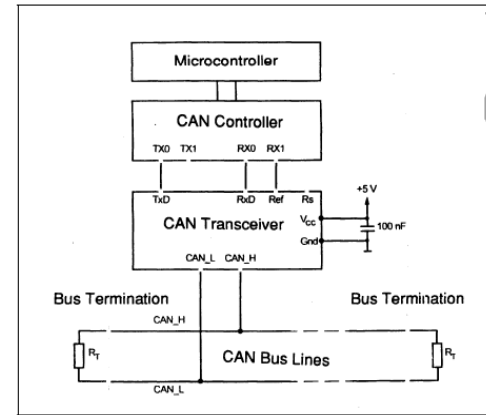 Microcontroller
CAN Controller
TX0 TX1 RX0 RX1
+5 V
TxD RxD Ref Rs
CAN Transceiver
VCC
100 nF
Gnd
CAN_L CAN_H
Bus Termination Bus Termination
CAN_H
RT CAN Bus Lines RT
CAN_L